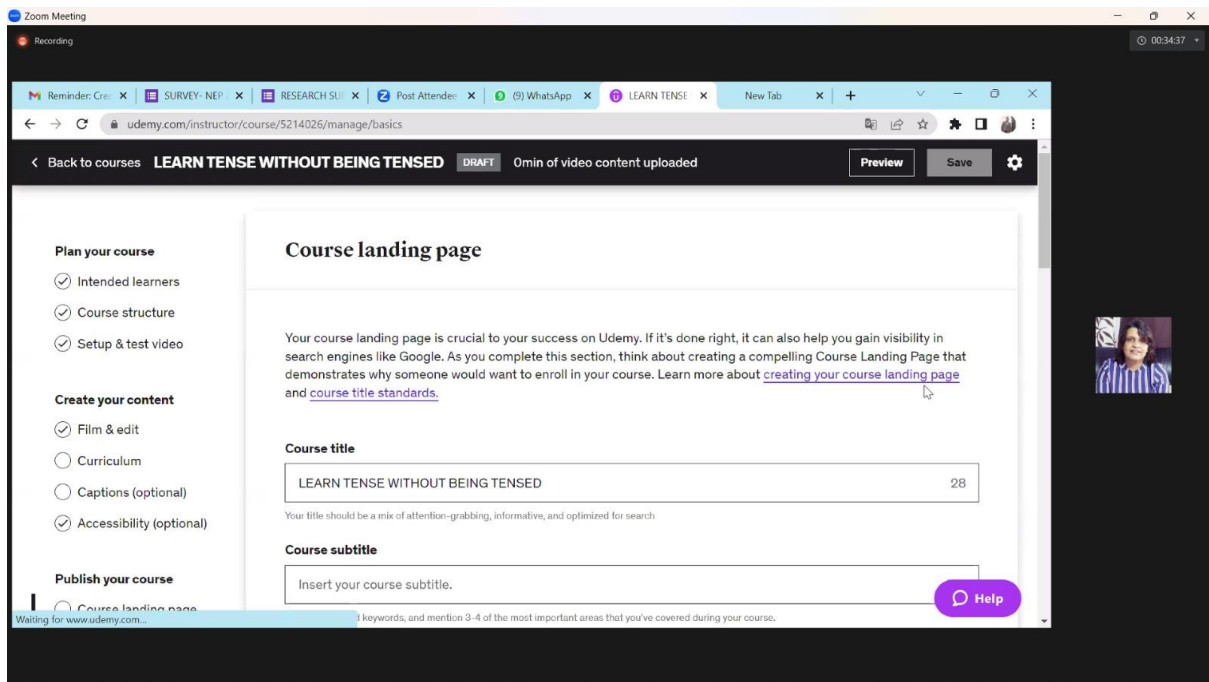 Zoom Meeting
Recording
00:34:37
Reminder: Cre
SURVEY- NEP
RESEARCH SU
Post Attendee
(9) WhatsApp
LEARN TENSE
New Tab
udemy.com/instructor/course/5214026/manage/basics
Back to courses LEARN TENSE WITHOUT BEING TENSED DRAFT 0min of video content uploaded Preview Save
Plan your course
Intended learners
Course structure
Setup & test video
Create your content
Film & edit
Curriculum
Captions (optional)
Accessibility (optional)
Publish your course
Course landing page
Course landing page
Your course landing page is crucial to your success on Udemy. If it's done right, it can also help you gain visibility in
search engines like Google. As you complete this section, think about creating a compelling Course Landing Page that
demonstrates why someone would want to enroll in your course. Learn more about creating your course landing page
and course title standards.
Course title
LEARN TENSE WITHOUT BEING TENSED 28
Your title should be a mix of attention-grabbing, informative, and optimized for search
Course subtitle
Insert your course subtitle.
keywords, and mention 3-4 of the most important areas that you've covered during your course.
Help
Waiting for www.udemy.com...